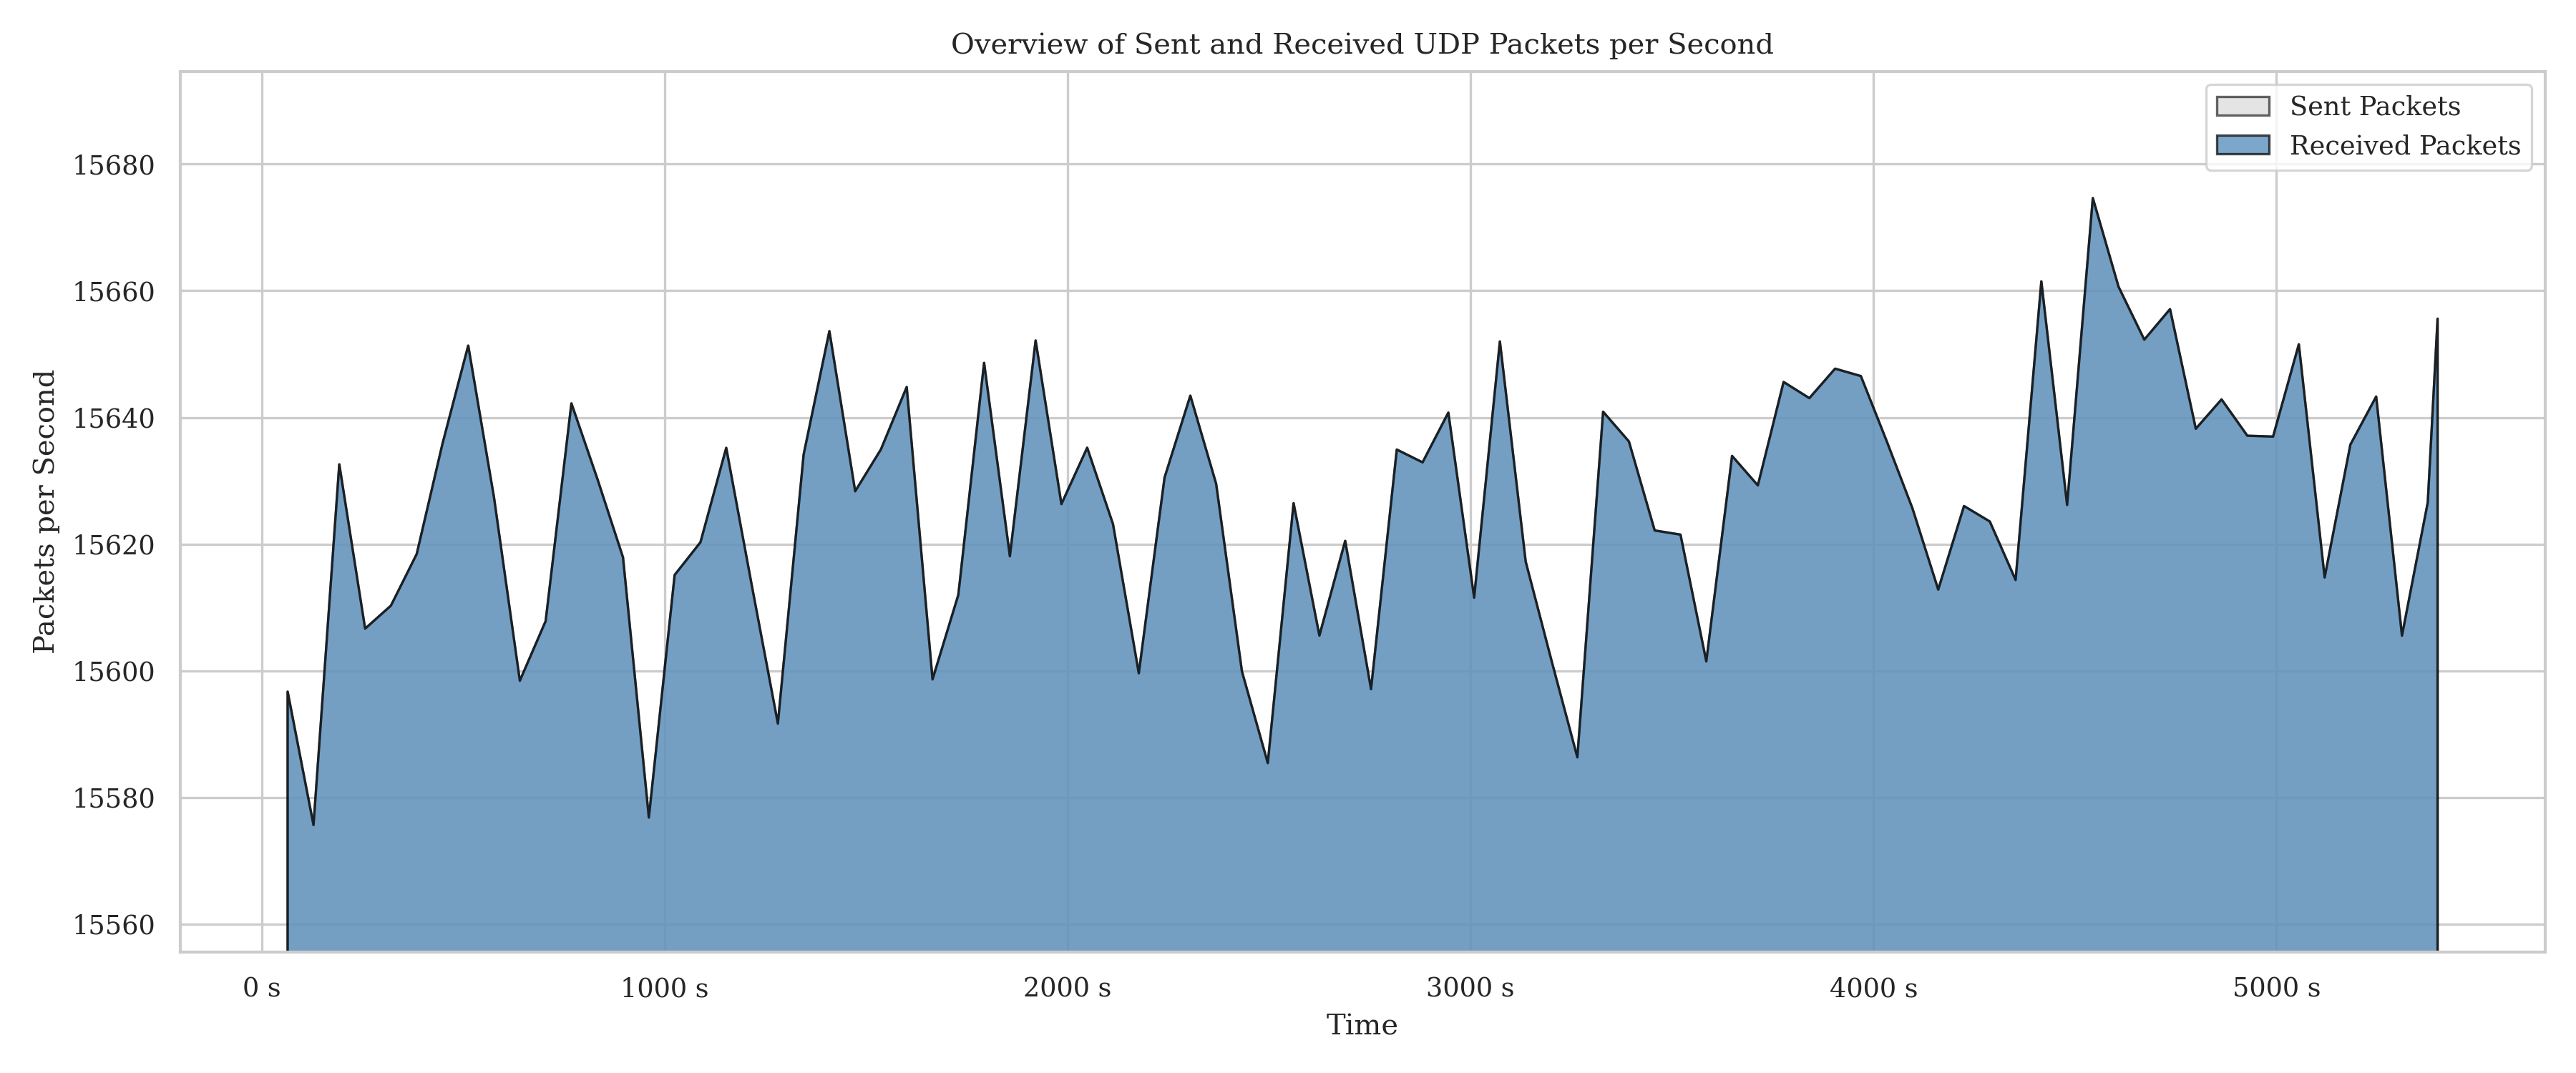 Overview of Sent and Received UDP Packets per Second
Sent Packets
Received Packets
Packets per Second
15680
15660
15640
15620
15600
15580
15560
0 s
1000 s
2000 s
3000 s
4000 s
5000 s
Time